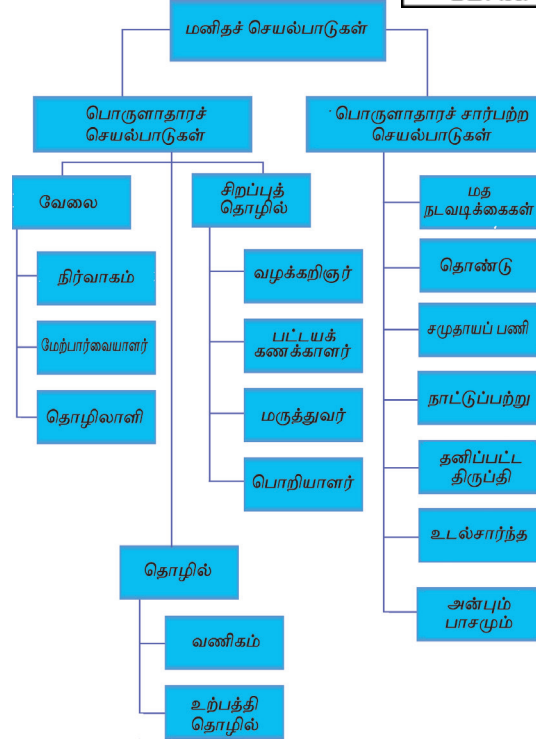 மனிதச் செயல்பாடுகள்
பொருளாதாரச்
செயல்பாடுகள்
பொருளாதாரச் சார்பற்ற
செயல்பாடுகள்
வேலை
நிர்வாகம்
மேற்பார்வையாளர்
தொழிலாளி
சிறப்புத்
தொழில்
வழக்கறிஞர்
பட்டயக்
கணக்காளர்
மருத்துவர்
பொறியாளர்
தொழில்
வணிகம்
உற்பத்தி
தொழில்
மத
நடவடிக்கைகள்
தொண்டு
சமுதாயப் பணி
நாட்டுப்பற்று
தனிப்பட்ட
திருப்தி
உடல்சார்ந்த
அன்பும்
பாசமும்